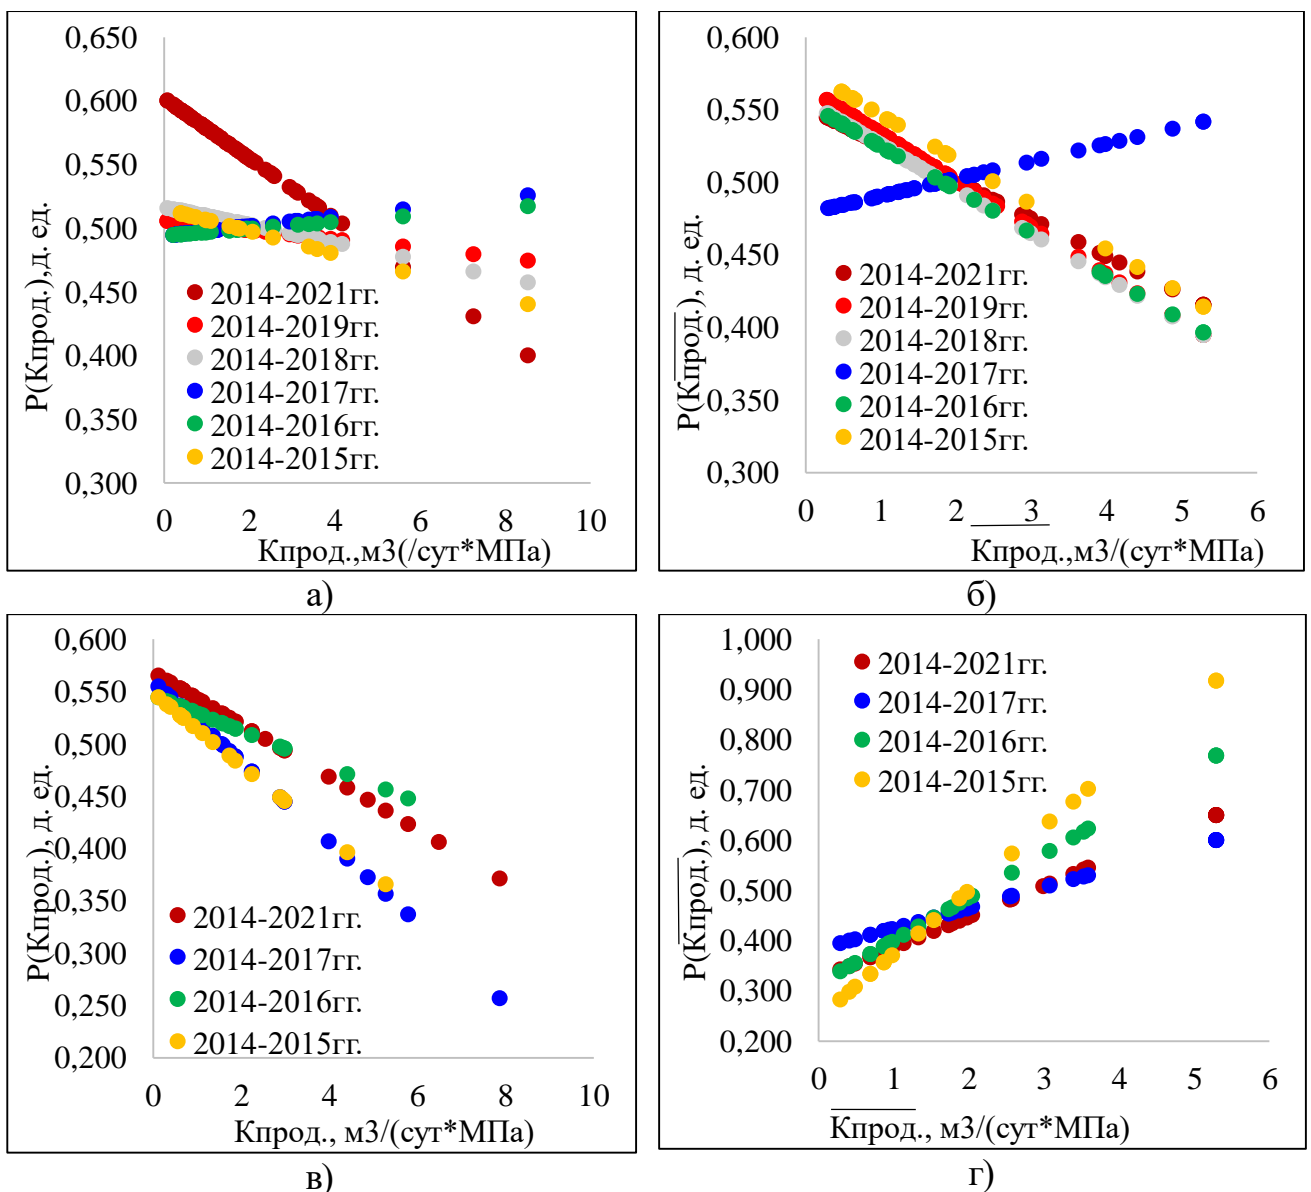 0,650
0,600
0,550
0,500
0,450
0,400
0,350
0,300
P(Кпрод.),д. ед.
2014-2021гг.
2014-2019гг.
2014-2018гг.
2014-2017гг.
2014-2016гг.
2014-2015гг.
0 2 4 6 8 10
Кпрод.,м3(/сут*МПа)
а)
0,600
0,550
0,500
0,450
0,400
0,350
0,300
P(Кпрод.), д. ед.
2014-2021гг.
2014-2019гг.
2014-2018гг.
2014-2017гг.
2014-2016гг.
2014-2015гг.
0 1 2 3 4 5 6
Кпрод.,м3/(сут*МПа)
б)
0,600
0,550
0,500
0,450
0,400
0,350
0,300
0,250
0,200
P(Кпрод.), д. ед.
2014-2021гг.
2014-2017гг.
2014-2016гг.
2014-2015гг.
0 2 4 6 8 10
Кпрод., м3/(сут*МПа)
в)
1,000
0,900
0,800
0,700
0,600
0,500
0,400
0,300
0,200
P(Кпрод.), д. ед.
2014-2021гг.
2014-2017гг.
2014-2016гг.
2014-2015гг.
0 1 2 3 4 5 6
Кпрод., м3/(сут*МПа)
г)